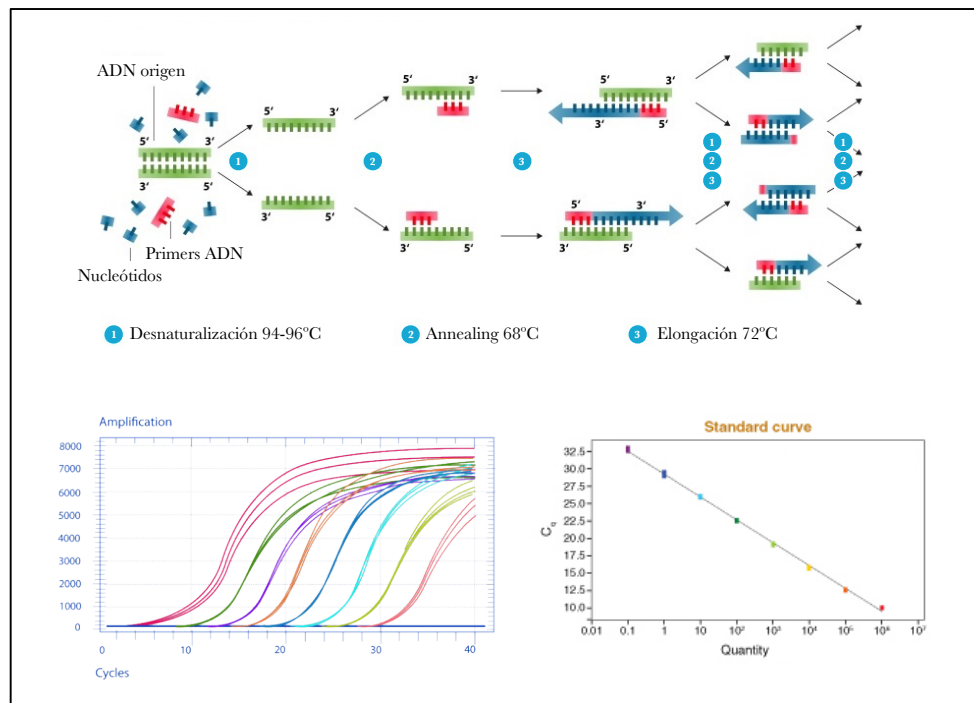 ADN origen
5’ 3’
3’ 5’
Primers ADN
Nucleótidos
1
5’ 3’
3’ 5’
2
5’ 3’
3’ 5’
3
5’ 3’
3’ 5’
5’ 3’
3’ 5’
1
2
3
1
2
3
1 Desnaturalización 94-96ºC
2 Annealing 68ºC
3 Elongación 72ºC
Amplification
8000
7000
6000
5000
4000
3000
2000
1000
0
0 10 20 30 40
Cycles
Standard curve
32.5
30.0
27.5
25.0
22.5
20.0
17.5
15.0
12.5
10.0
Cq
0.01 0.1 1 10 10² 10³ 10⁴ 10⁵ 10⁶ 10⁷
Quantity